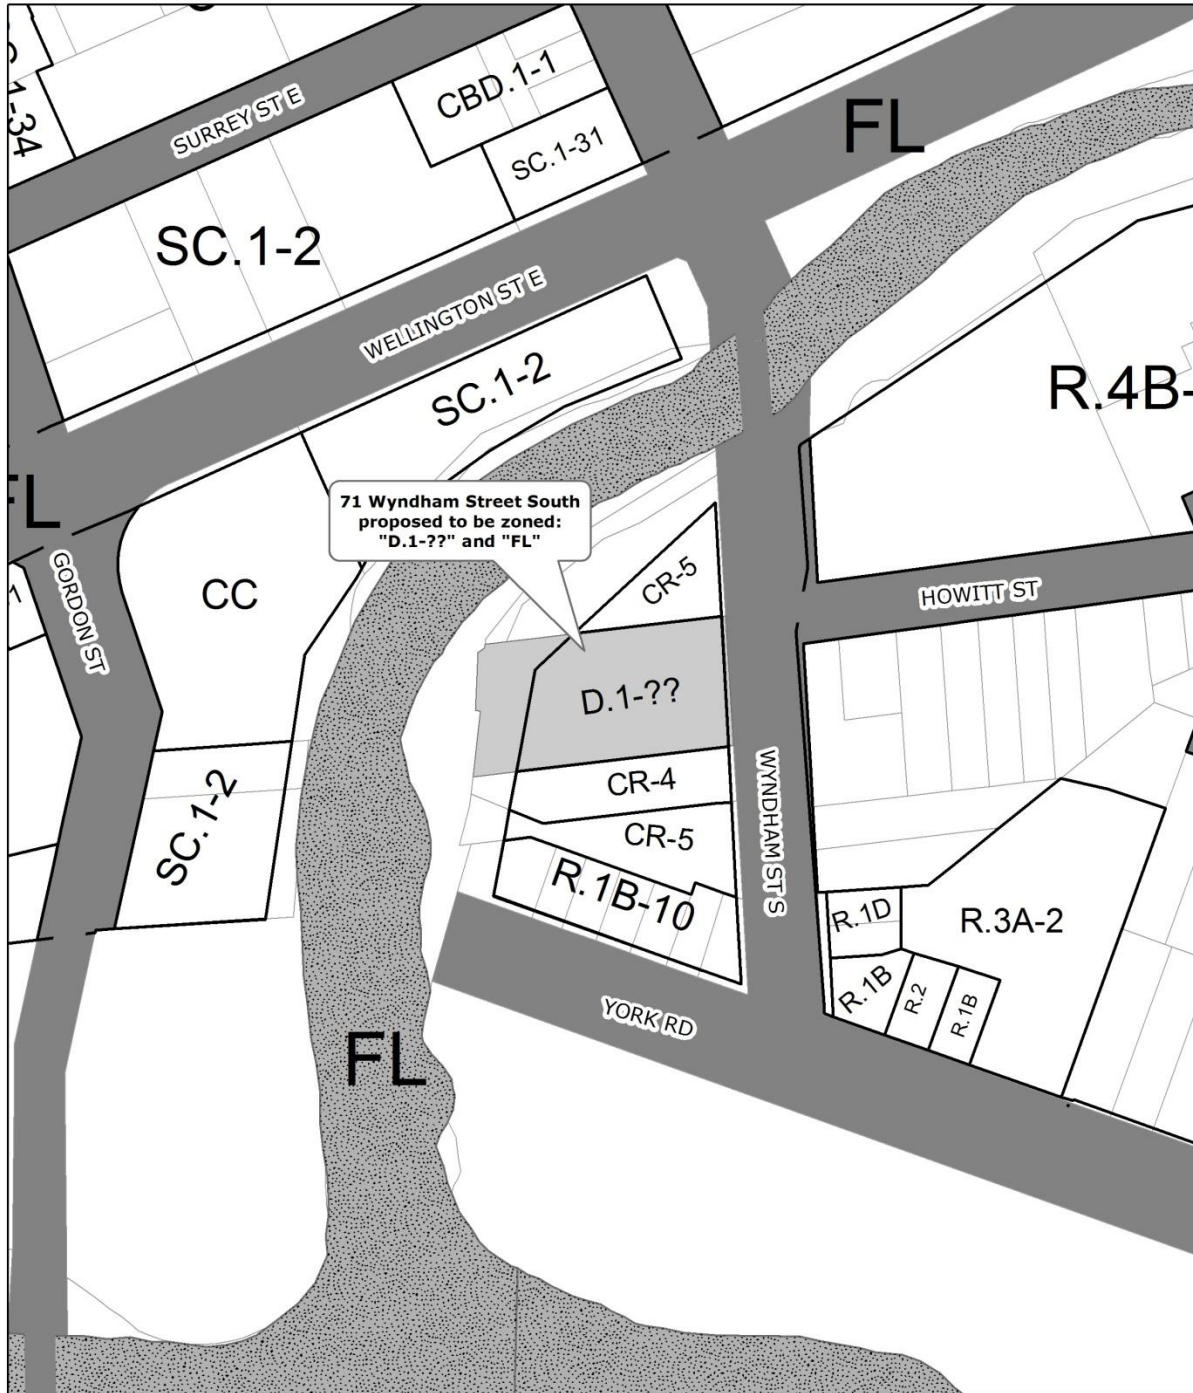 CBD.1-1
SURREY ST E
SC.1-31
FL
SC.1-2
WELLINGTON ST E
SC.1-2
R.4B-
71 Wyndham Street South
proposed to be zoned:
"D.1-??" and "FL"
FL
GORDON ST
CC
CR-5
HOWITT ST
D.1-??
CR-4
WYNDHAM ST S
SC.1-2
CR-5
R.1B-10
R.1D
R.3A-2
R.1B
R.2
R.1B
YORK RD
FL